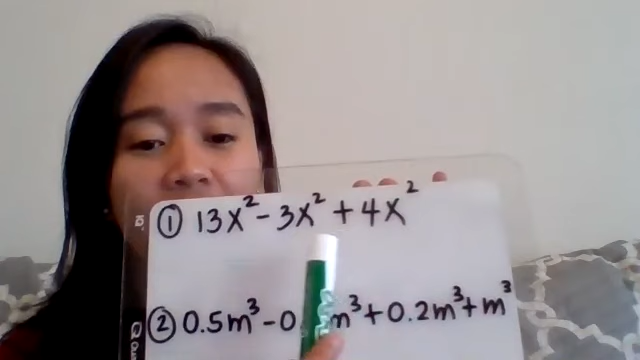 ① 13x² - 3x² + 4x²
② 0.5m³ - 0 m³ + 0.2m³ + m³